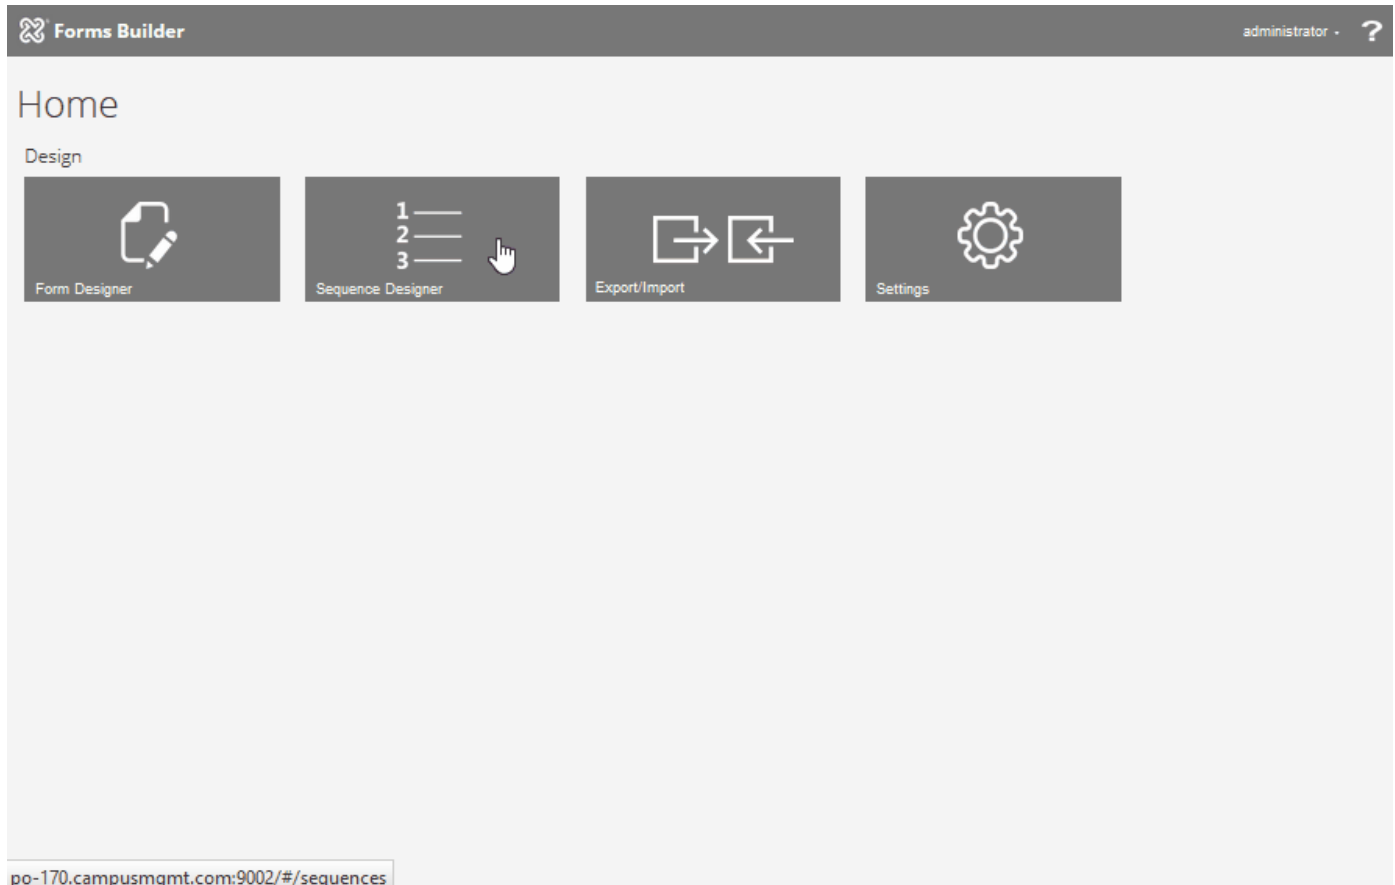 Forms Builder
administrator
?
Home
Design
1
2
3
Form Designer
Sequence Designer
Export/Import
Settings
po-170.campusmgmt.com:9002/#/sequences